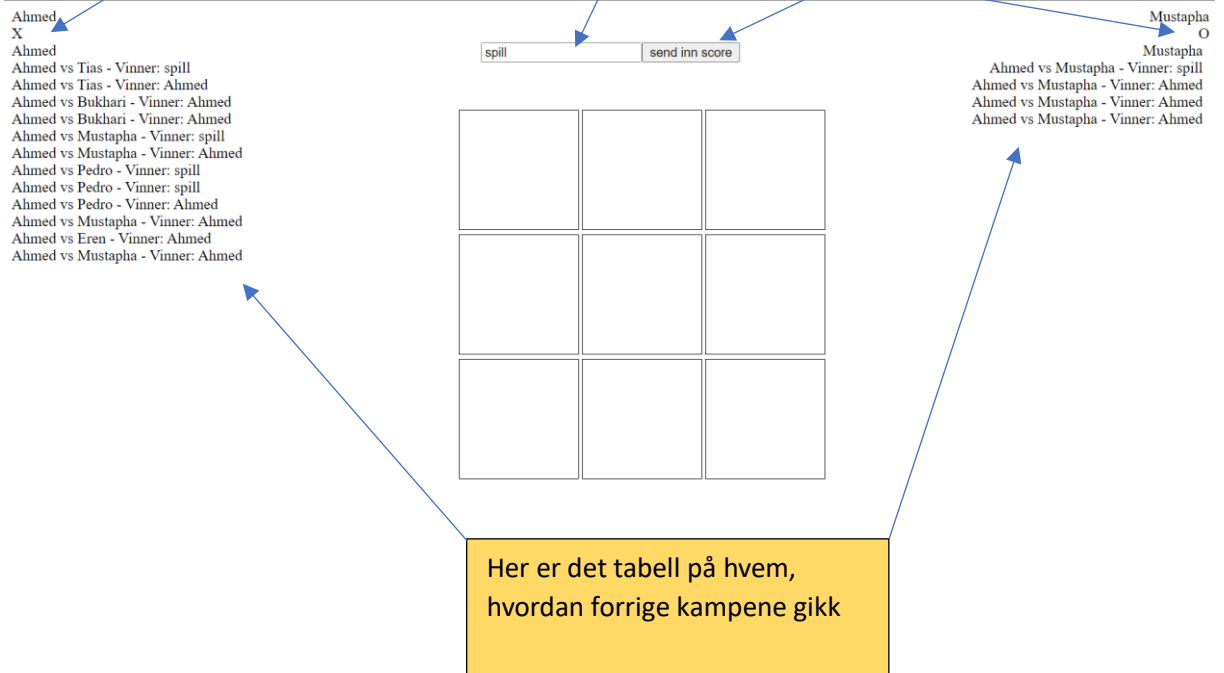 Ahmed
X
Ahmed
Ahmed vs Tias - Vinner: spill
Ahmed vs Tias - Vinner: Ahmed
Ahmed vs Bukhari - Vinner: Ahmed
Ahmed vs Bukhari - Vinner: Ahmed
Ahmed vs Mustapha - Vinner: spill
Ahmed vs Mustapha - Vinner: Ahmed
Ahmed vs Pedro - Vinner: spill
Ahmed vs Pedro - Vinner: spill
Ahmed vs Pedro - Vinner: Ahmed
Ahmed vs Mustapha - Vinner: Ahmed
Ahmed vs Eren - Vinner: Ahmed
Ahmed vs Mustapha - Vinner: Ahmed
spill
send inn score
Mustapha
O
Mustapha
Ahmed vs Mustapha - Vinner: spill
Ahmed vs Mustapha - Vinner: Ahmed
Ahmed vs Mustapha - Vinner: Ahmed
Ahmed vs Mustapha - Vinner: Ahmed
Her er det tabell på hvem,
hvordan forrige kampene gikk